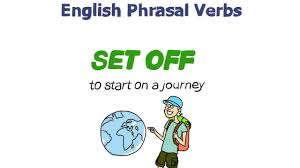 English Phrasal Verbs
SET OFF
to start on a journey